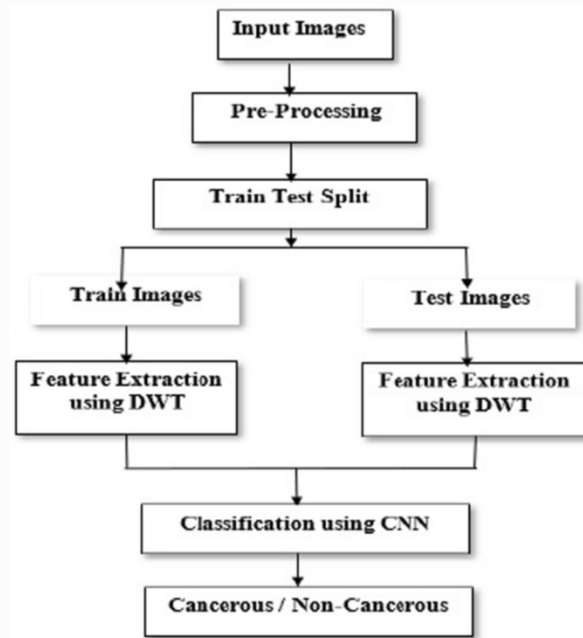 Input Images
Pre-Processing
Train Test Split
Train Images
Test Images
Feature Extraction
using DWT
Feature Extraction
using DWT
Classification using CNN
Cancerous / Non-Cancerous